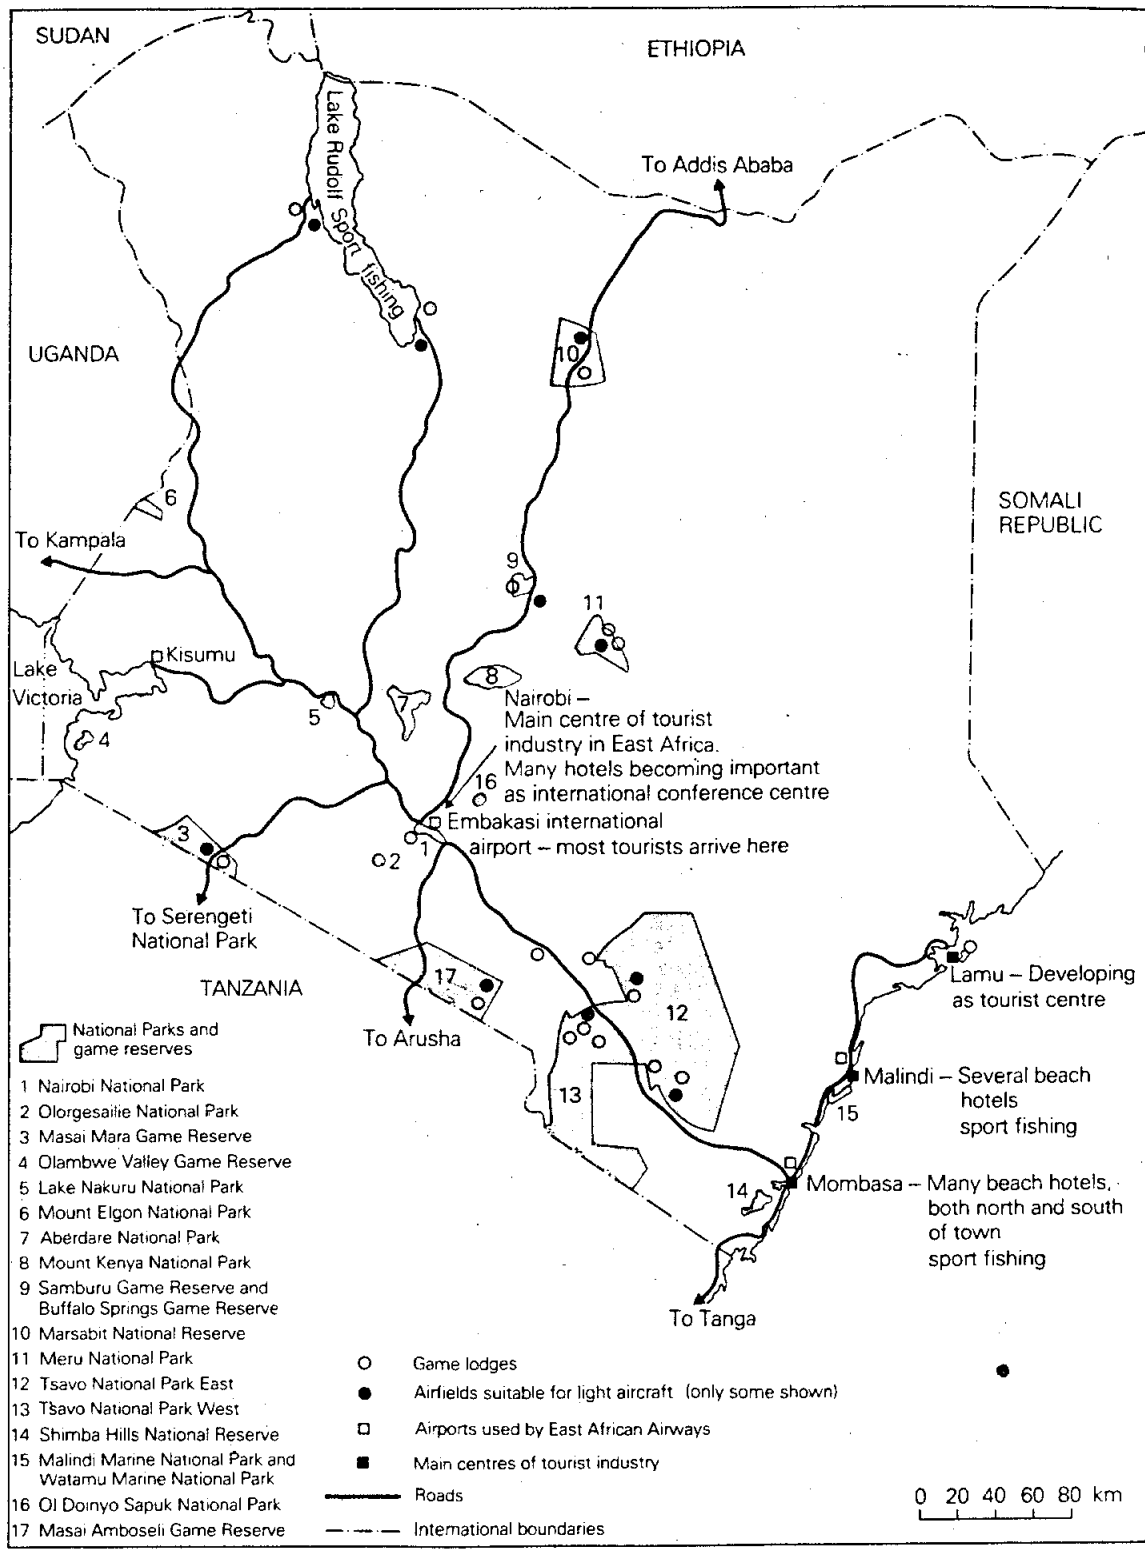 SUDAN
ETHIOPIA
Lake Rudolf Sport fishing
To Addis Ababa
UGANDA
10
SOMALI
REPUBLIC
6
To Kampala
9
11
Kisumu
Lake
Victoria
8
7
5
4
Nairobi –
Main centre of tourist
industry in East Africa.
Many hotels becoming important
as international conference centre
16
3
Embakasi international
airport – most tourists arrive here
1
2
To Serengeti
National Park
TANZANIA
17
12
Lamu – Developing
as tourist centre
To Arusha
13
Malindi – Several beach
hotels
sport fishing
15
14
Mombasa – Many beach hotels,
both north and south
of town
sport fishing
To Tanga
National Parks and
game reserves
1 Nairobi National Park
2 Olorgesailie National Park
3 Masai Mara Game Reserve
4 Olambwe Valley Game Reserve
5 Lake Nakuru National Park
6 Mount Elgon National Park
7 Aberdare National Park
8 Mount Kenya National Park
9 Samburu Game Reserve and
Buffalo Springs Game Reserve
10 Marsabit National Reserve
11 Meru National Park
12 Tsavo National Park East
13 Tsavo National Park West
14 Shimba Hills National Reserve
15 Malindi Marine National Park and
Watamu Marine National Park
16 Ol Doinyo Sapuk National Park
17 Masai Amboseli Game Reserve
Game lodges
Airfields suitable for light aircraft (only some shown)
Airports used by East African Airways
Main centres of tourist industry
Roads
International boundaries
0 20 40 60 80 km